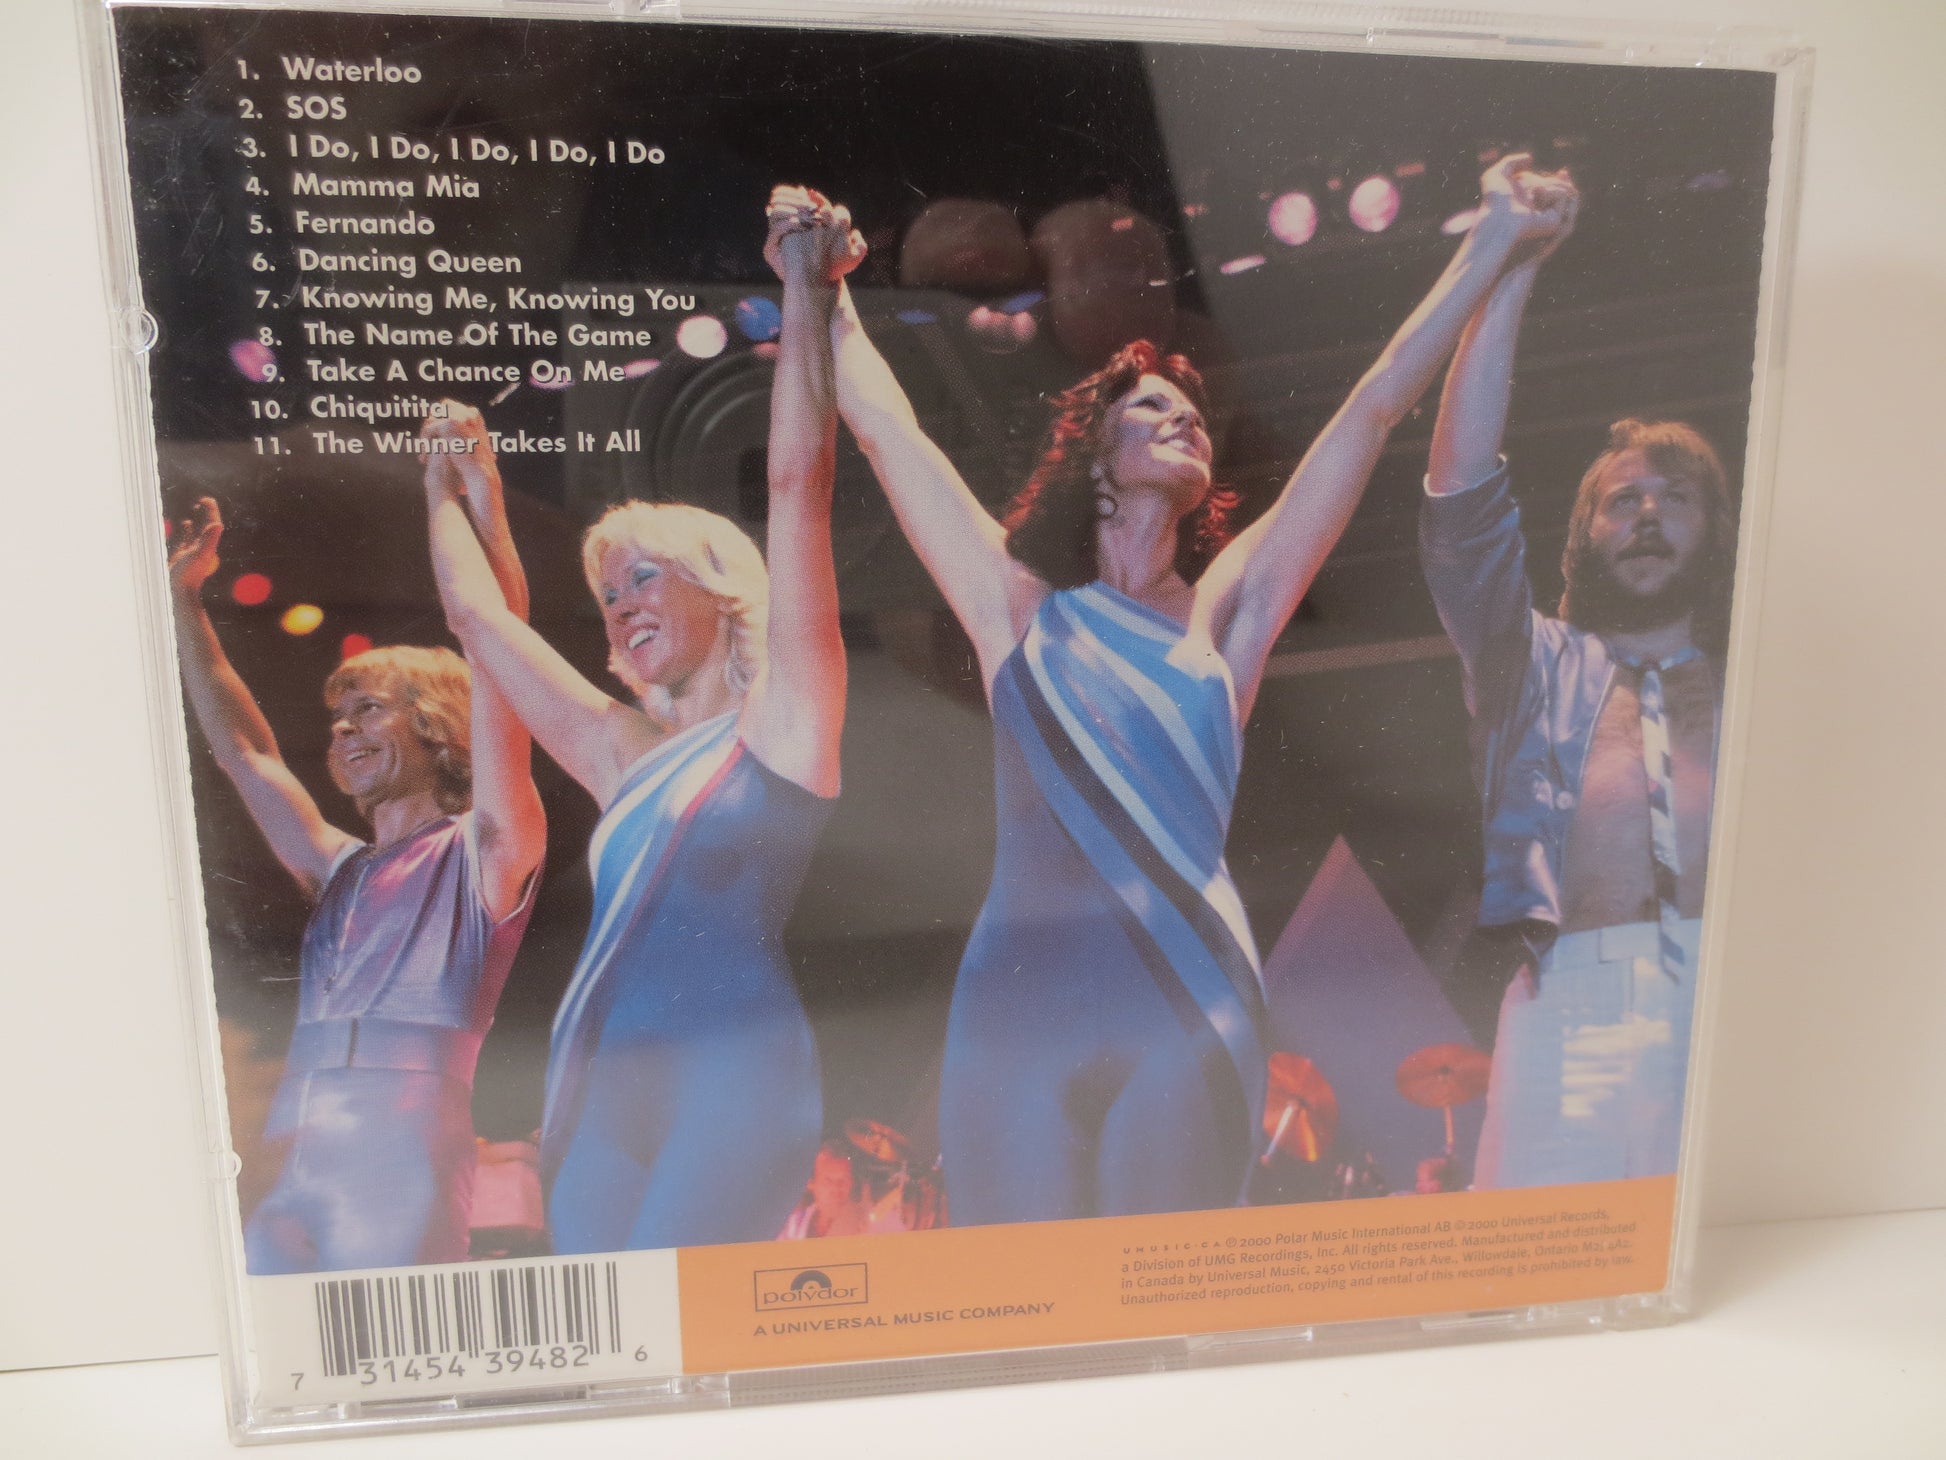 1. Waterloo
2. SOS
3. I Do, I Do, I Do, I Do, I Do
4. Mamma Mia
5. Fernando
6. Dancing Queen
7. Knowing Me, Knowing You
8. The Name Of The Game
9. Take A Chance On Me
10. Chiquitita
11. The Winner Takes It All
7 31454 39482 6
polydor
A UNIVERSAL MUSIC COMPANY
UMUSIC.CA ℗ 2000 Polar Music International AB © 2000 Universal Records,
a Division of UMG Recordings, Inc. All rights reserved. Manufactured and distributed
in Canada by Universal Music, 2450 Victoria Park Ave., Willowdale, Ontario M2J 4A2.
Unauthorized reproduction, copying and rental of this recording is prohibited by law.